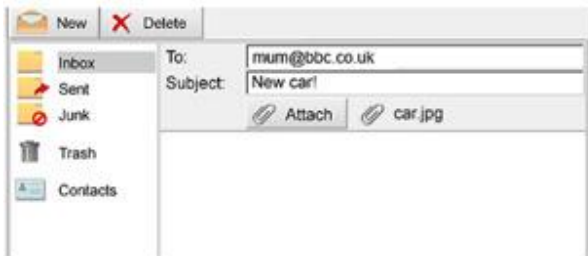 New Delete
Inbox
Sent
Junk
Trash
Contacts
To: mum@bbc.co.uk
Subject: New car!
Attach car.jpg